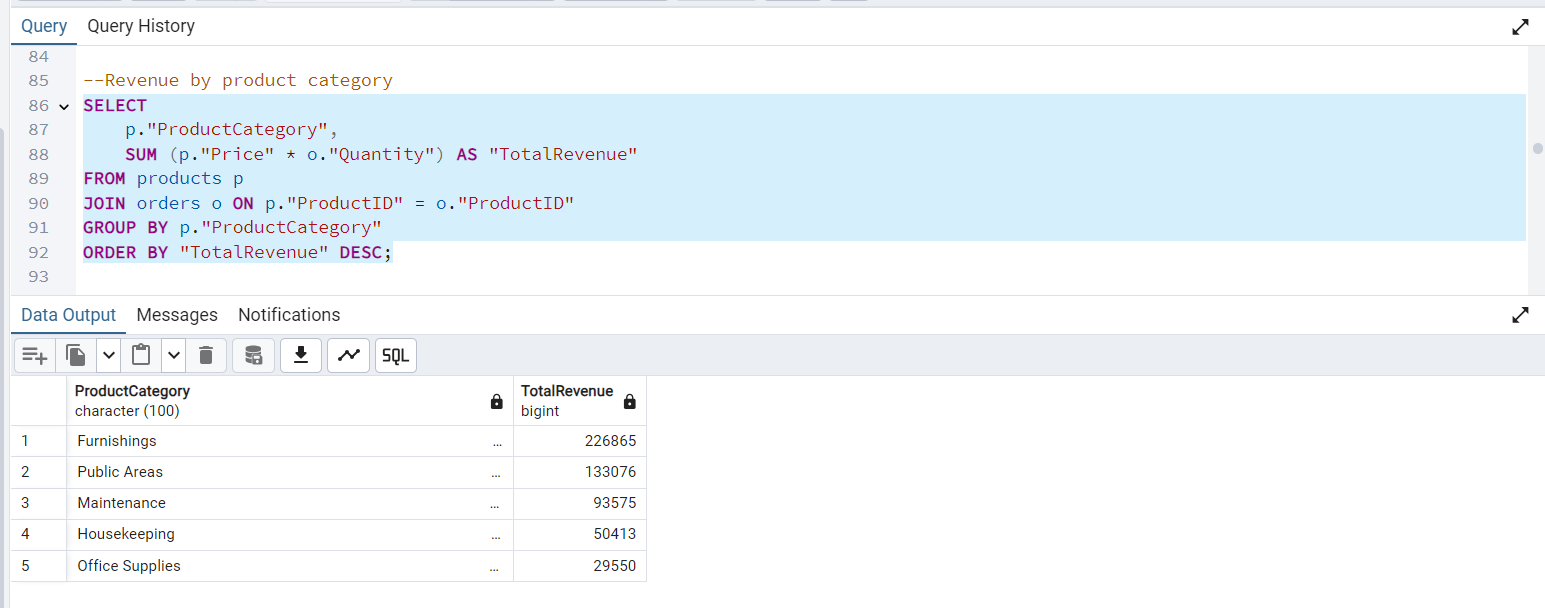 Query Query History
84
85 --Revenue by product category
86 SELECT
87 p."ProductCategory",
88 SUM (p."Price" * o."Quantity") AS "TotalRevenue"
89 FROM products p
90 JOIN orders o ON p."ProductID" = o."ProductID"
91 GROUP BY p."ProductCategory"
92 ORDER BY "TotalRevenue" DESC;
93
Data Output Messages Notifications
SQL
ProductCategory TotalRevenue
character (100) bigint
1 Furnishings ... 226865
2 Public Areas ... 133076
3 Maintenance ... 93575
4 Housekeeping ... 50413
5 Office Supplies ... 29550